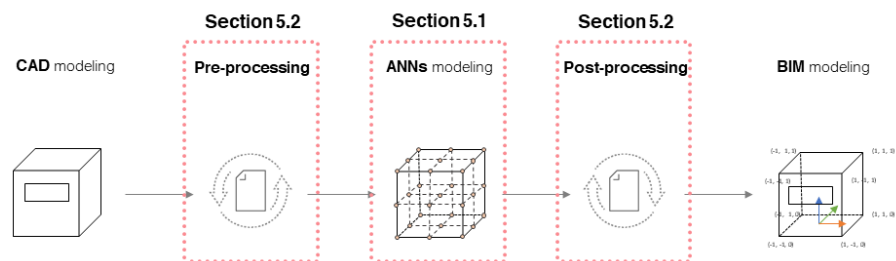 Section 5.2
Section 5.1
Section 5.2
CAD modeling
Pre-processing
ANNs modeling
Post-processing
BIM modeling
(-1, 1, 1)
(1, 1, 1)
(-1, -1, 1)
(1, -1, 1)
(-1, 1, 0)
(1, 1, 0)
(-1, -1, 0)
(1, -1, 0)